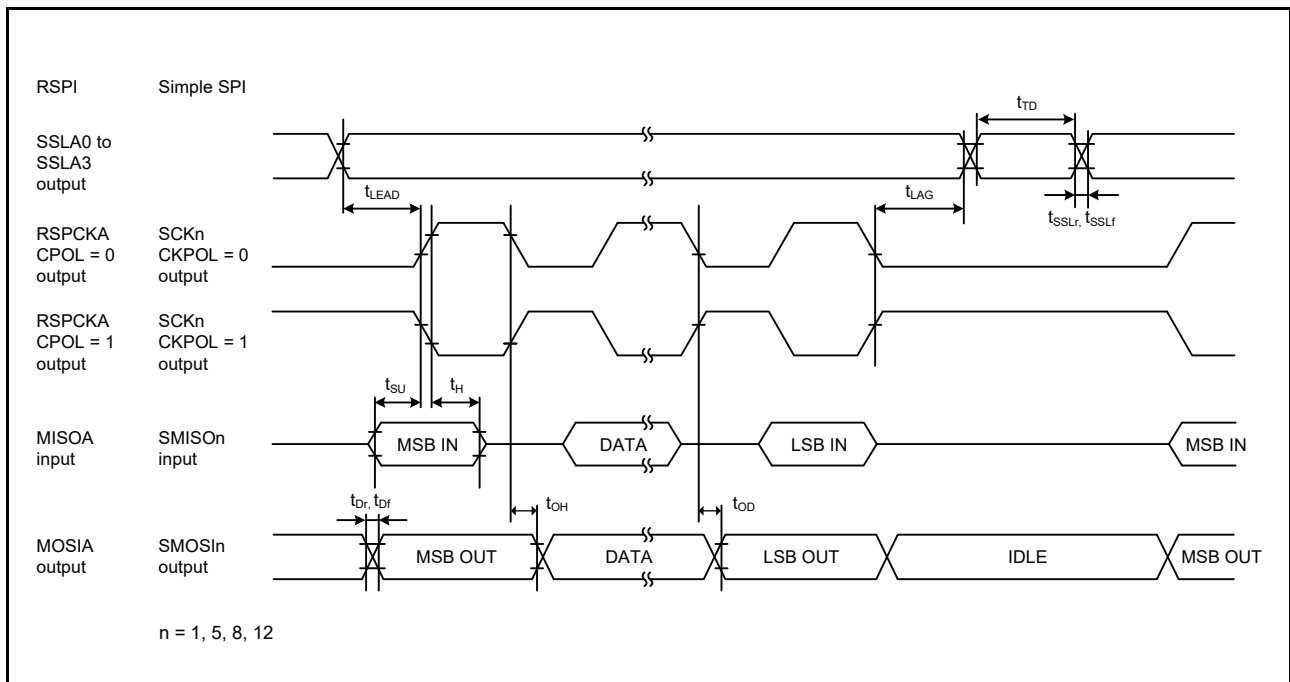 RSPI Simple SPI
tTD
SSLA0 to
SSLA3
output
tLEAD
tLAG
tSSLr, tSSLf
RSPCKA SCKn
CPOL = 0 CKPOL = 0
output output
RSPCKA SCKn
CPOL = 1 CKPOL = 1
output output
tSU tH
MISOA SMISOn
input input
MSB IN DATA LSB IN MSB IN
tDr, tDf tOH tOD
MOSIA SMOSIn
output output
MSB OUT DATA LSB OUT IDLE MSB OUT
n = 1, 5, 8, 12